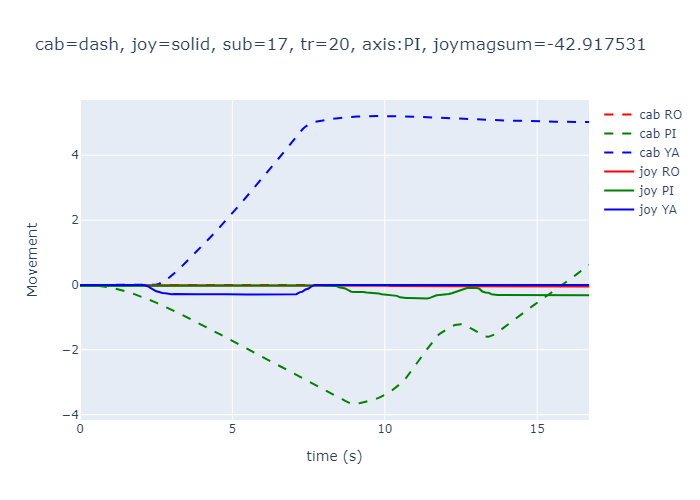 cab=dash, joy=solid, sub=17, tr=20, axis:PI, joymagsum=-42.917531
cab RO
cab PI
cab YA
joy RO
joy PI
joy YA
Movement
4
2
0
−2
−4
0
5
10
15
time (s)